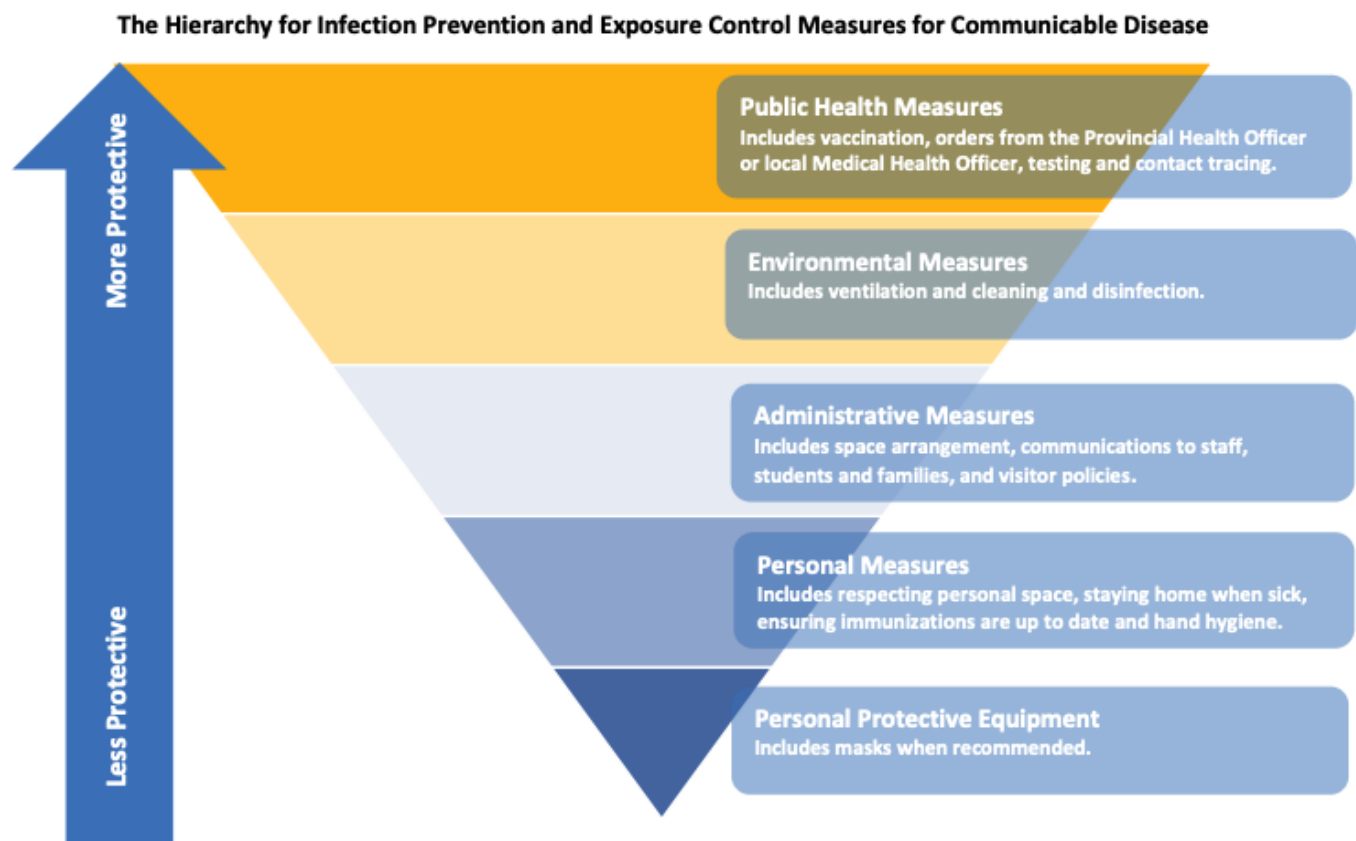 The Hierarchy for Infection Prevention and Exposure Control Measures for Communicable Disease
More Protective
Less Protective
Public Health Measures
Includes vaccination, orders from the Provincial Health Officer
or local Medical Health Officer, testing and contact tracing.
Environmental Measures
Includes ventilation and cleaning and disinfection.
Administrative Measures
Includes space arrangement, communications to staff,
students and families, and visitor policies.
Personal Measures
Includes respecting personal space, staying home when sick,
ensuring immunizations are up to date and hand hygiene.
Personal Protective Equipment
Includes masks when recommended.